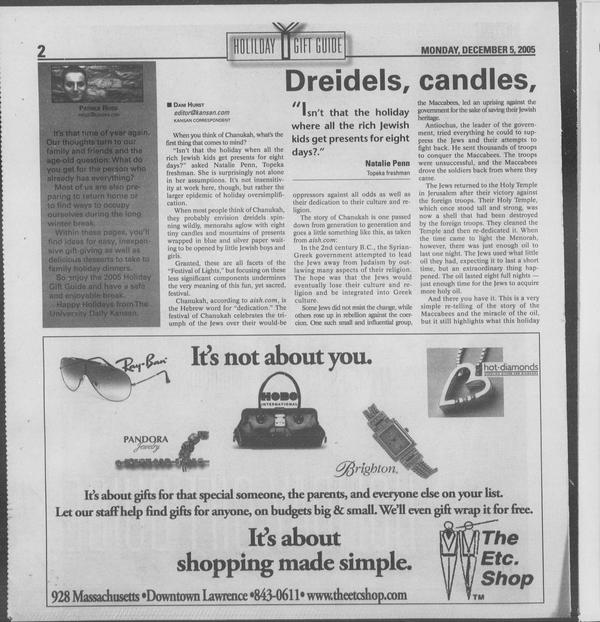 2
HOLILDAY GIFT GUIDE
MONDAY, DECEMBER 5, 2005
PATRICK ROSS
It's that time of year again.
Our thoughts turn to our
family and friends and the
age-old question: What do
you get for the person who
already has everything?
Most of us are also pre-
paring to return home or
to find ways to occupy
ourselves during the long
winter break.
Within these pages, you'll
find ideas for easy, inexpen-
sive gift-giving as well as
delicious desserts to take to
family holiday dinners.
So enjoy the 2005 Holiday
Gift Guide and have a safe
and enjoyable break.
Happy Holidays from The
University Daily Kansan.
Dreidels, candles,
■ DANI HURST
editor@kansan.com
KANSAN CORRESPONDENT
When you think of Chanukah, what's the
first thing that comes to mind?
"Isn't that the holiday when all the
rich Jewish kids get presents for eight
days?" asked Natalie Penn, Topeka
freshman. She is surprisingly not alone
in her assumptions. It's not insensitiv-
ity at work here, though, but rather the
larger epidemic of holiday oversimplifi-
cation.
When most people think of Chanukah,
they probably envision dreidels spin-
ning wildly, menorahs aglow with eight
tiny candles and mountains of presents
wrapped in blue and silver paper wait-
ing to be opened by little Jewish boys and
girls.
Granted, these are all facets of the
"Festival of Lights," but focusing on these
less significant components undermines
the very meaning of this fun, yet sacred,
festival.
Chanukah, according to aish.com, is
the Hebrew word for "dedication." The
festival of Chanukah celebrates the tri-
umph of the Jews over their would-be
"Isn't that the holiday
where all the rich Jewish
kids get presents for eight
days?."
Natalie Penn
Topeka freshman
oppressors against all odds as well as
their dedication to their culture and re-
ligion.
The story of Chanukah is one passed
down from generation to generation and
goes a little something like this, as taken
from aish.com:
In the 2nd century B.C., the Syrian-
Greek government attempted to lead
the Jews away from Judaism by out-
lawing many aspects of their religion.
The hope was that the Jews would
eventually lose their culture and re-
ligion and be integrated into Greek
culture.
Some Jews did not resist the change, while
others rose up in rebellion against the coer-
cion. One such small and influential group,
the Maccabees, led an uprising against the
government for the sake of saving their Jewish
heritage.
Antiochus, the leader of the govern-
ment, tried everything he could to sup-
press the Jews and their attempts to
fight back. He sent thousands of troops
to conquer the Maccabees. The troops
were unsuccessful, and the Maccabees
drove the soldiers back from where they
came.
The Jews returned to the Holy Temple
in Jerusalem after their victory against
the foreign troops. Their Holy Temple,
which once stood tall and strong, was
now a shell that had been destroyed
by the foreign troops. They cleaned the
Temple and then re-dedicated it. When
the time came to light the Menorah,
however, there was just enough oil to
last one night. The Jews used what little
oil they had, expecting it to last a short
time, but an extraordinary thing hap-
pened. The oil lasted eight full nights —
just enough time for the Jews to acquire
more holy oil.
And there you have it. This is a very
simple re-telling of the story of the
Maccabees and the miracle of the oil,
but it still highlights what this holiday
Ray-Ban
It's not about you.
HOBO
INTERNATIONAL
hot·diamonds
PANDORA
Jewelry
Brighton.
It's about gifts for that special someone, the parents, and everyone else on your list.
Let our staff help find gifts for anyone, on budgets big & small. We'll even gift wrap it for free.
It's about
shopping made simple.
The
Etc.
Shop
TM
928 Massachusetts •Downtown Lawrence •843-0611• www.theetcshop.com